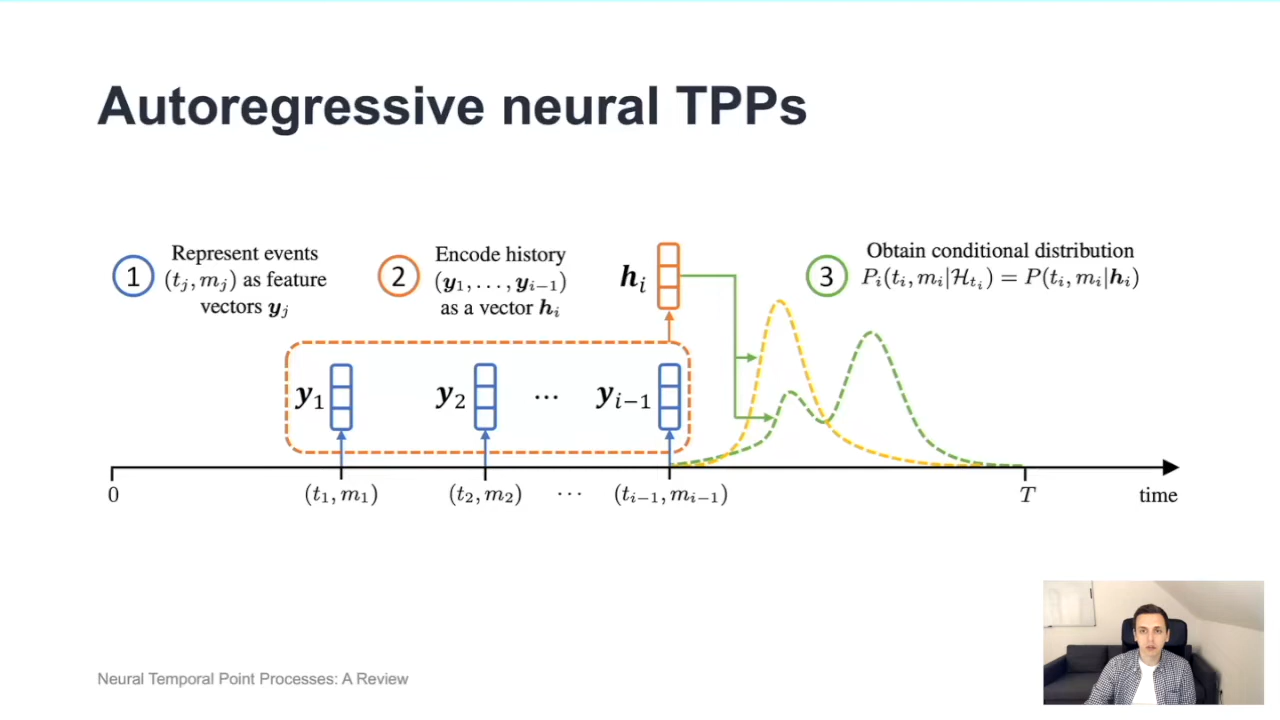 Autoregressive neural TPPs
1
Represent events
(t_j, m_j) as feature
vectors y_j
2
Encode history
(y_1, . . . , y_{i−1})
as a vector h_i
h_i
3
Obtain conditional distribution
P_i(t_i, m_i|ℋ_{t_i}) = P(t_i, m_i|h_i)
y_1
y_2
...
y_{i−1}
0
(t_1, m_1)
(t_2, m_2)
...
(t_{i−1}, m_{i−1})
T
time
Neural Temporal Point Processes: A Review